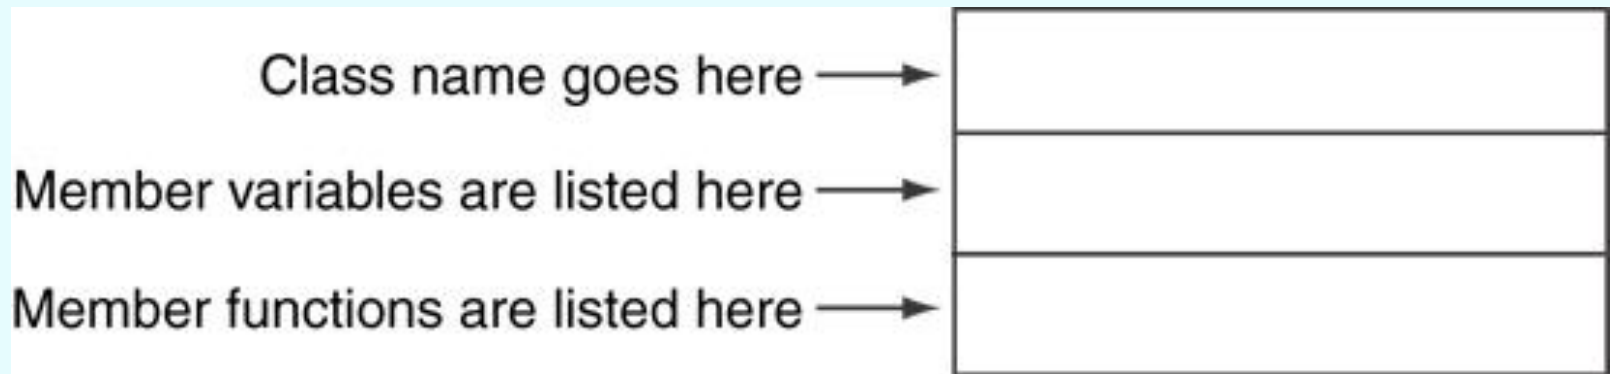 Class name goes here
Member variables are listed here
Member functions are listed here